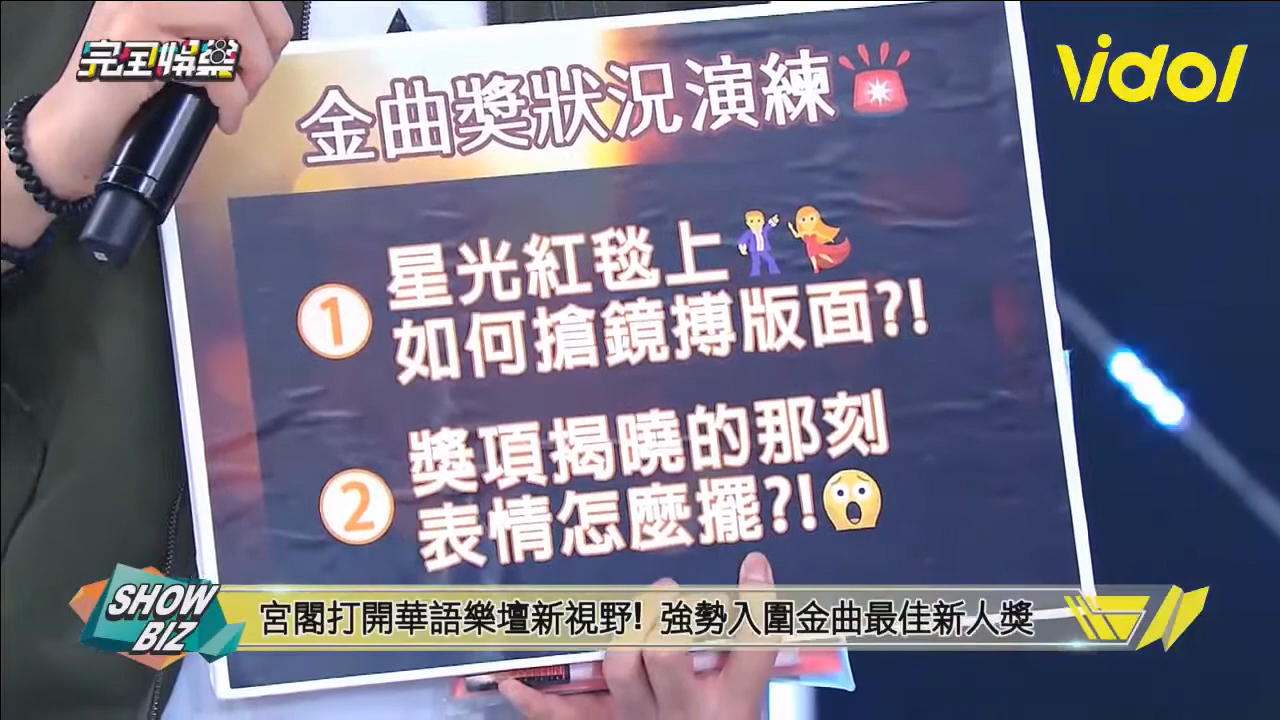 完全娛樂
Vidol
金曲獎狀況演練
1 星光紅毯上
如何搶鏡搏版面?!
2 獎項揭曉的那刻
表情怎麼擺?!
SHOW BIZ
宮閣打開華語樂壇新視野! 強勢入圍金曲最佳新人獎